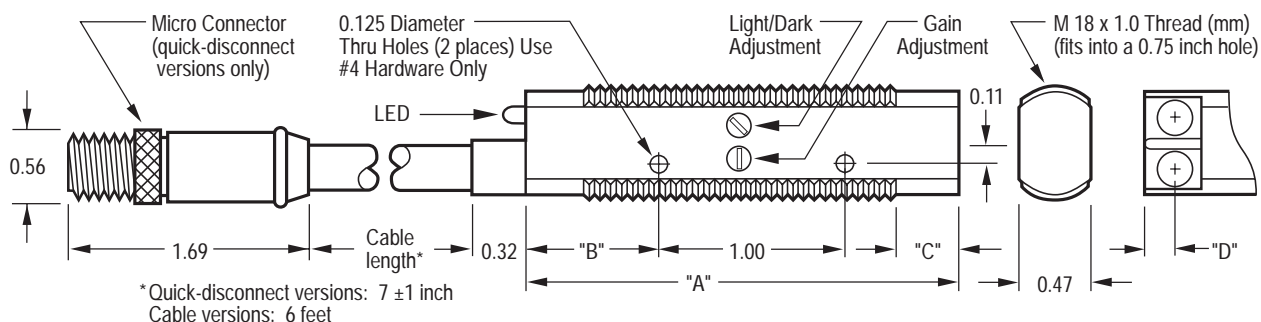 Micro Connector
(quick-disconnect
versions only)
0.125 Diameter
Thru Holes (2 places) Use
#4 Hardware Only
Light/Dark
Adjustment
Gain
Adjustment
M 18 x 1.0 Thread (mm)
(fits into a 0.75 inch hole)
LED
0.11
0.56
1.69
Cable
length*
0.32
"B"
1.00
"C"
"A"
0.47
"D"
*Quick-disconnect versions: 7 ±1 inch
Cable versions: 6 feet